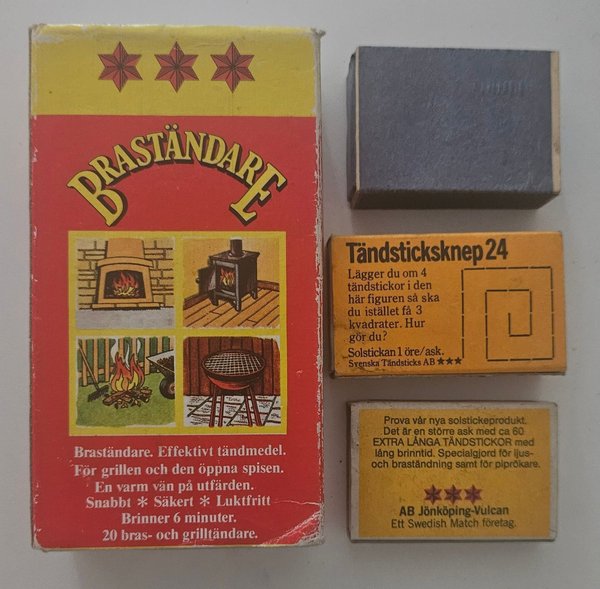 BRASTÄNDARE
Braständare. Effektivt tändmedel.
För grillen och den öppna spisen.
En varm vän på utfärden.
Snabbt * Säkert * Luktfritt
Brinner 6 minuter.
20 bras- och grilltändare.
Tändsticksknep 24
Lägger du om 4
tändstickor i den
här figuren så ska
du istället få 3
kvadrater. Hur
gör du?
Solstickan 1 öre/ask.
Svenska Tändsticks AB ★★★
Prova vår nya solstickeprodukt.
Det är en större ask med ca 60
EXTRA LÅNGA TÄNDSTICKOR med
lång brinntid. Specialgjord för ljus-
och braständning samt för piprökare.
AB Jönköping-Vulcan
Ett Swedish Match företag.